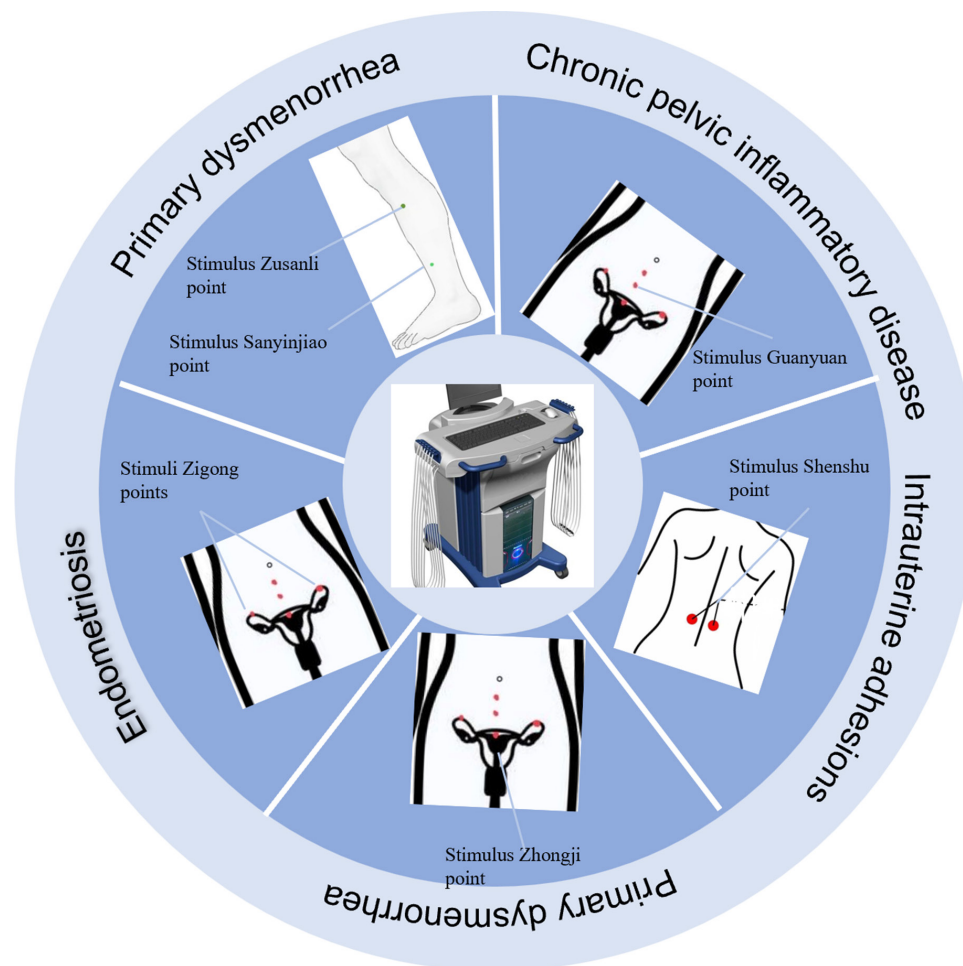 Primary dysmenorrhea
Chronic pelvic inflammatory disease
Stimulus Zusanli
point
Stimulus Sanyinjiao
point
Stimulus Guanyuan
point
Stimuli Zigong
points
Stimulus Shenshu
point
Endometriosis
Intrauterine adhesions
Stimulus Zhongji
point
Primary dysmenorrhea